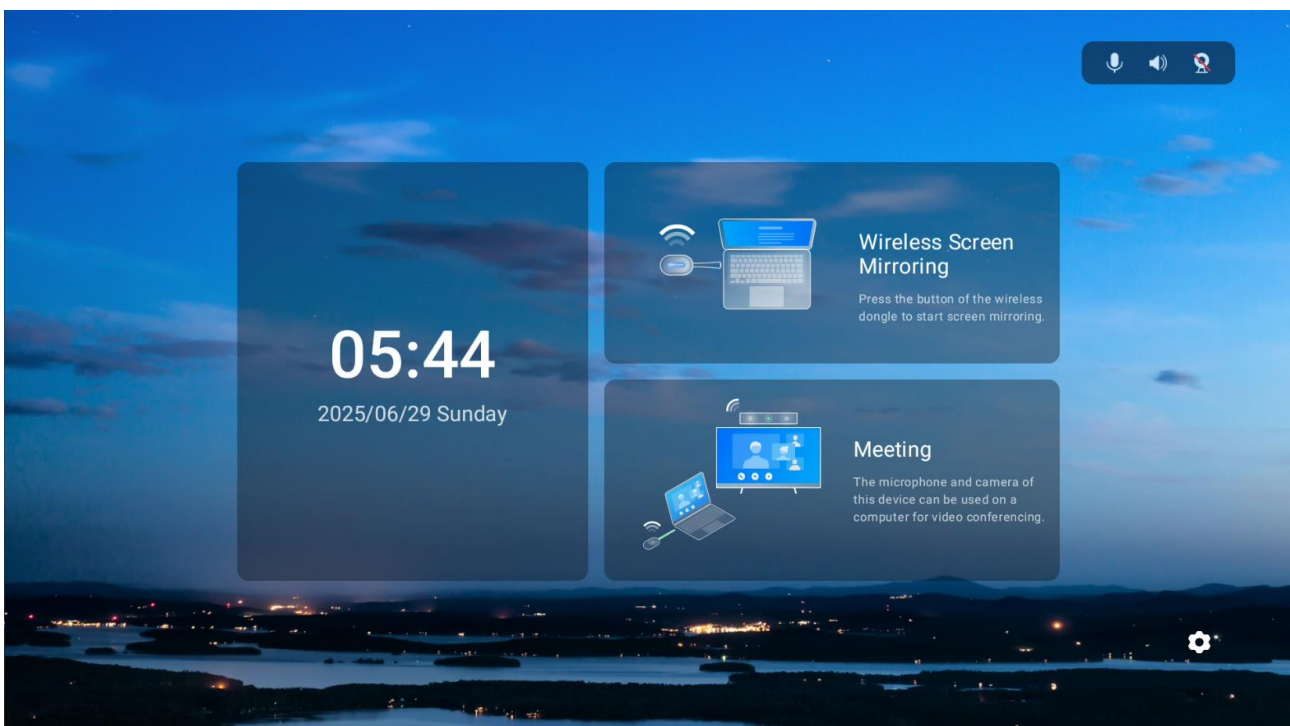 05:44
2025/06/29 Sunday
Wireless Screen
Mirroring
Press the button of the wireless
dongle to start screen mirroring.
Meeting
The microphone and camera of
this device can be used on a
computer for video conferencing.